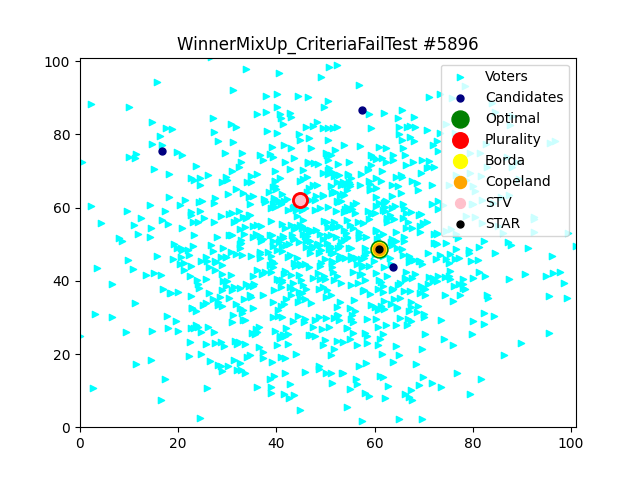 WinnerMixUp_CriteriaFailTest #5896
100
80
60
40
20
0
0 20 40 60 80 100
Voters
Candidates
Optimal
Plurality
Borda
Copeland
STV
STAR